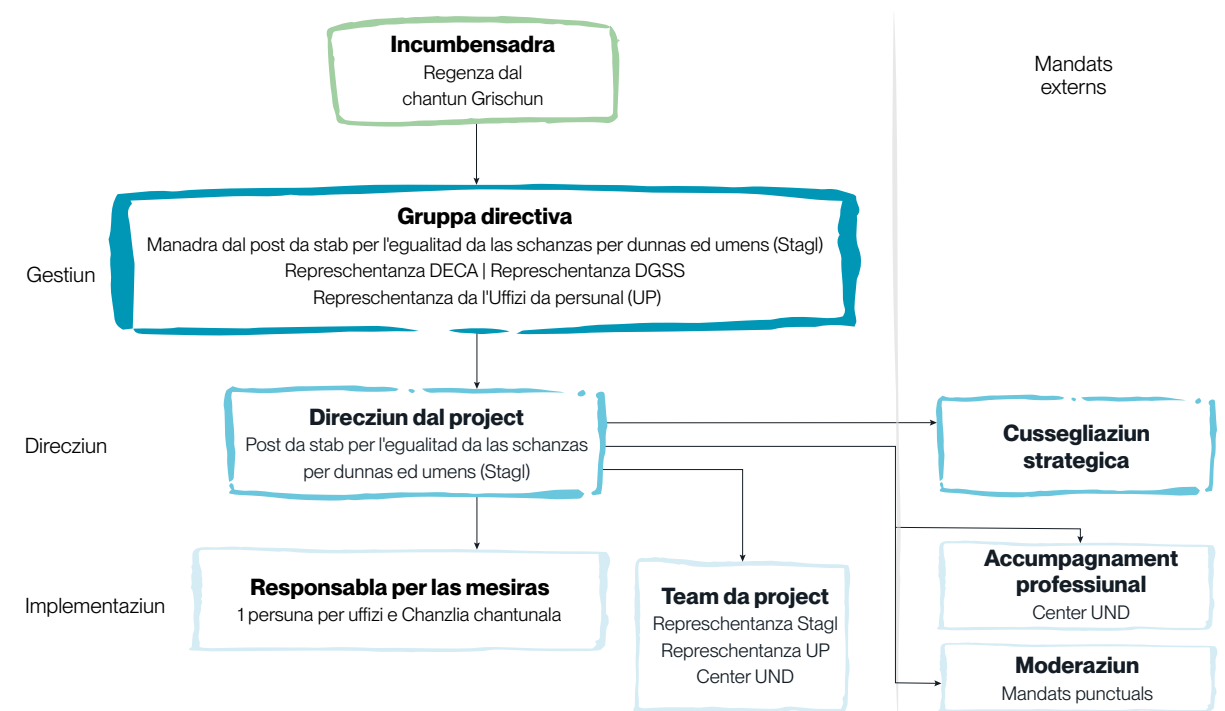 Incumbensadra
Regenza dal
chantun Grischun
Mandats
externs
Gestiun
Gruppa directiva
Manadra dal post da stab per l'egualitad da las schanzas per dunnas ed umens (Stagl)
Represchentanza DECA | Represchentanza DGSS
Represchentanza da l'Uffizi da persunal (UP)
Direcziun
Direcziun dal project
Post da stab per l'egualitad da las schanzas
per dunnas ed umens (Stagl)
Cussegliaziun
strategica
Implementaziun
Responsabla per las mesiras
1 persuna per uffizi e Chanzlia chantunala
Team da project
Represchentanza Stagl
Represchentanza UP
Center UND
Accumpagnament
professiunal
Center UND
Moderaziun
Mandats punctuals